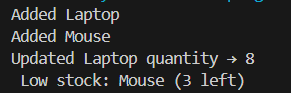 Added Laptop
Added Mouse
Updated Laptop quantity → 8
Low stock: Mouse (3 left)